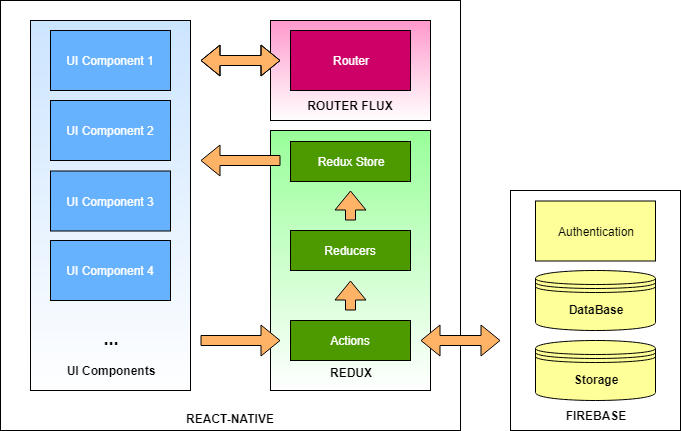 UI Component 1
UI Component 2
UI Component 3
UI Component 4
...
UI Components
Router
ROUTER FLUX
Redux Store
Reducers
Actions
REDUX
REACT-NATIVE
Authentication
DataBase
Storage
FIREBASE